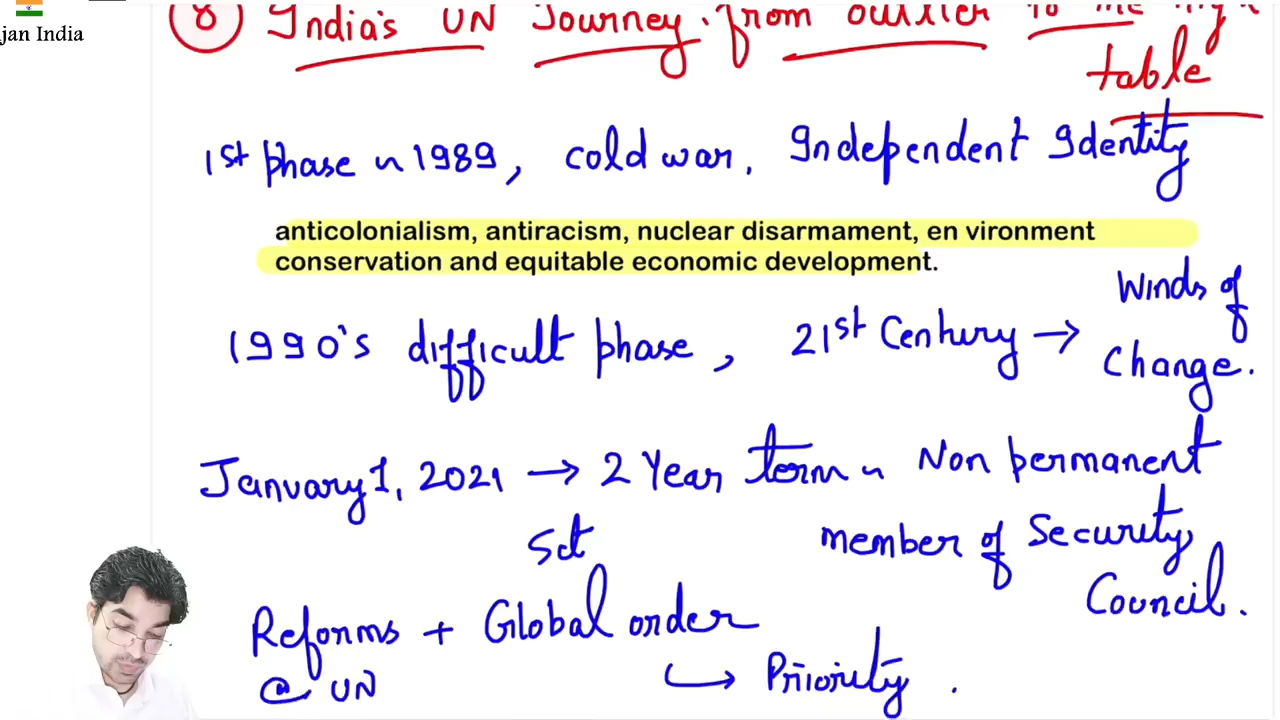 jan India
8 India's UN Journey. from outlier to the high
table
1st phase ~ 1989, cold war, Independent Identity
anticolonialism, antiracism, nuclear disarmament, en vironment
conservation and equitable economic development.
1990's difficult phase, 21st Century → Winds of
Change.
January 1, 2021 → 2 Year term ~ Non permanent
member of Security
Council.
Reforms + Global order
@ UN → Priority.